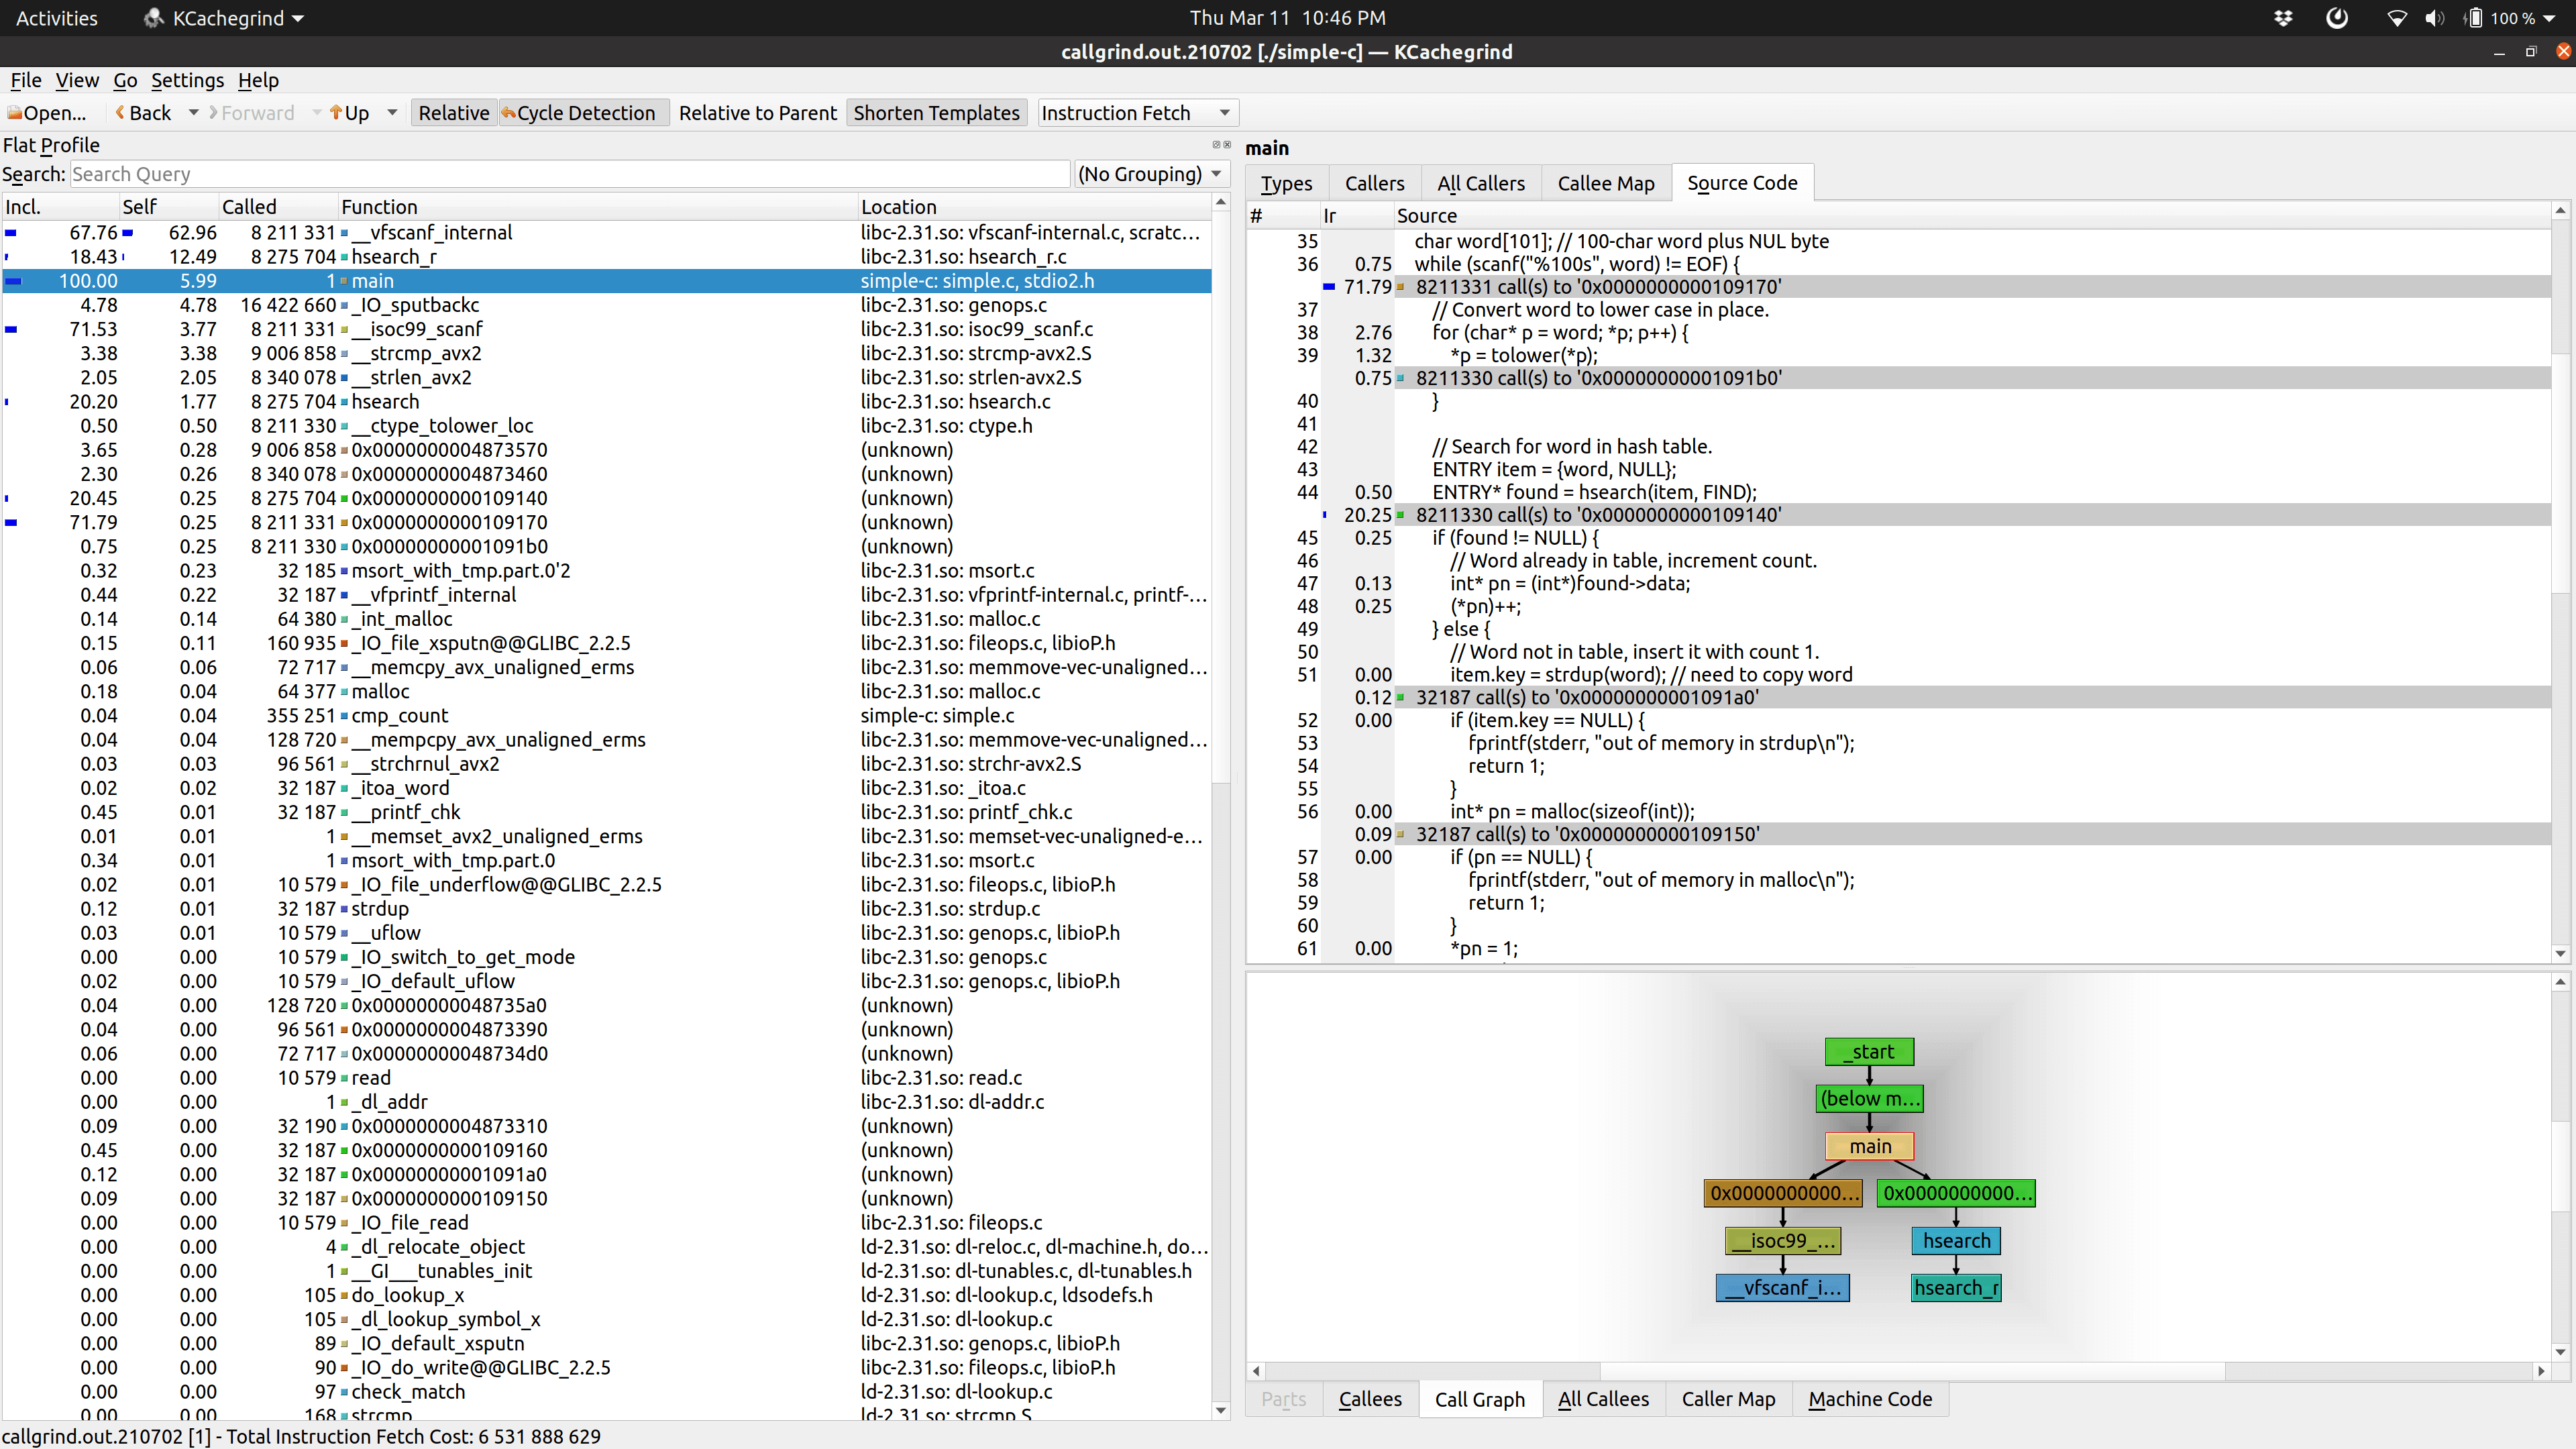 Activities KCachegrind Thu Mar 11 10:46 PM 100 %
callgrind.out.210702 [./simple-c] — KCachegrind
File View Go Settings Help
Open... Back Forward Up Relative Cycle Detection Relative to Parent Shorten Templates Instruction Fetch
Flat Profile
Search: Search Query (No Grouping)
Incl. Self Called Function Location
67.76 62.96 8 211 331 __vfscanf_internal libc-2.31.so: vfscanf-internal.c, scratc...
18.43 12.49 8 275 704 hsearch_r libc-2.31.so: hsearch_r.c
100.00 5.99 1 main simple-c: simple.c, stdio2.h
4.78 4.78 16 422 660 _IO_sputbackc libc-2.31.so: genops.c
71.53 3.77 8 211 331 __isoc99_scanf libc-2.31.so: isoc99_scanf.c
3.38 3.38 9 006 858 __strcmp_avx2 libc-2.31.so: strcmp-avx2.S
2.05 2.05 8 340 078 __strlen_avx2 libc-2.31.so: strlen-avx2.S
20.20 1.77 8 275 704 hsearch libc-2.31.so: hsearch.c
0.50 0.50 8 211 330 __ctype_tolower_loc libc-2.31.so: ctype.h
3.65 0.28 9 006 858 0x0000000004873570 (unknown)
2.30 0.26 8 340 078 0x0000000004873460 (unknown)
20.45 0.25 8 275 704 0x0000000000109140 (unknown)
71.79 0.25 8 211 331 0x0000000000109170 (unknown)
0.75 0.25 8 211 330 0x00000000001091b0 (unknown)
0.32 0.23 32 185 msort_with_tmp.part.0'2 libc-2.31.so: msort.c
0.44 0.22 32 187 __vfprintf_internal libc-2.31.so: vfprintf-internal.c, printf-...
0.14 0.14 64 380 _int_malloc libc-2.31.so: malloc.c
0.15 0.11 160 935 _IO_file_xsputn@@GLIBC_2.2.5 libc-2.31.so: fileops.c, libioP.h
0.06 0.06 72 717 __memcpy_avx_unaligned_erms libc-2.31.so: memmove-vec-unaligned...
0.18 0.04 64 377 malloc libc-2.31.so: malloc.c
0.04 0.04 355 251 cmp_count simple-c: simple.c
0.04 0.04 128 720 __mempcpy_avx_unaligned_erms libc-2.31.so: memmove-vec-unaligned...
0.03 0.03 96 561 __strchrnul_avx2 libc-2.31.so: strchr-avx2.S
0.02 0.02 32 187 _itoa_word libc-2.31.so: _itoa.c
0.45 0.01 32 187 __printf_chk libc-2.31.so: printf_chk.c
0.01 0.01 1 __memset_avx2_unaligned_erms libc-2.31.so: memset-vec-unaligned-e...
0.34 0.01 1 msort_with_tmp.part.0 libc-2.31.so: msort.c
0.02 0.01 10 579 _IO_file_underflow@@GLIBC_2.2.5 libc-2.31.so: fileops.c, libioP.h
0.12 0.01 32 187 strdup libc-2.31.so: strdup.c
0.03 0.01 10 579 __uflow libc-2.31.so: genops.c, libioP.h
0.00 0.00 10 579 _IO_switch_to_get_mode libc-2.31.so: genops.c
0.02 0.00 10 579 _IO_default_uflow libc-2.31.so: genops.c, libioP.h
0.04 0.00 128 720 0x00000000048735a0 (unknown)
0.04 0.00 96 561 0x0000000004873390 (unknown)
0.06 0.00 72 717 0x00000000048734d0 (unknown)
0.00 0.00 10 579 read libc-2.31.so: read.c
0.00 0.00 1 _dl_addr libc-2.31.so: dl-addr.c
0.09 0.00 32 190 0x0000000004873310 (unknown)
0.45 0.00 32 187 0x0000000000109160 (unknown)
0.12 0.00 32 187 0x00000000001091a0 (unknown)
0.09 0.00 32 187 0x0000000000109150 (unknown)
0.00 0.00 10 579 _IO_file_read libc-2.31.so: fileops.c
0.00 0.00 4 _dl_relocate_object ld-2.31.so: dl-reloc.c, dl-machine.h, do...
0.00 0.00 1 __GI___tunables_init ld-2.31.so: dl-tunables.c, dl-tunables.h
0.00 0.00 105 do_lookup_x ld-2.31.so: dl-lookup.c, ldsodefs.h
0.00 0.00 105 _dl_lookup_symbol_x ld-2.31.so: dl-lookup.c
0.00 0.00 89 _IO_default_xsputn libc-2.31.so: genops.c, libioP.h
0.00 0.00 90 _IO_do_write@@GLIBC_2.2.5 libc-2.31.so: fileops.c, libioP.h
0.00 0.00 97 check_match ld-2.31.so: dl-lookup.c
0.00 0.00 168 strcmp ld-2.31.so: strcmp.S
main
Types Callers All Callers Callee Map Source Code
# Ir Source
35 char word[101]; // 100-char word plus NUL byte
36 0.75 while (scanf("%100s", word) != EOF) {
71.79 8211331 call(s) to '0x0000000000109170'
37 // Convert word to lower case in place.
38 2.76 for (char* p = word; *p; p++) {
39 1.32 *p = tolower(*p);
0.75 8211330 call(s) to '0x00000000001091b0'
40 }
41
42 // Search for word in hash table.
43 ENTRY item = {word, NULL};
44 0.50 ENTRY* found = hsearch(item, FIND);
20.25 8211330 call(s) to '0x0000000000109140'
45 0.25 if (found != NULL) {
46 // Word already in table, increment count.
47 0.13 int* pn = (int*)found->data;
48 0.25 (*pn)++;
49 } else {
50 // Word not in table, insert it with count 1.
51 0.00 item.key = strdup(word); // need to copy word
0.12 32187 call(s) to '0x00000000001091a0'
52 0.00 if (item.key == NULL) {
53 fprintf(stderr, "out of memory in strdup\n");
54 return 1;
55 }
56 0.00 int* pn = malloc(sizeof(int));
0.09 32187 call(s) to '0x0000000000109150'
57 0.00 if (pn == NULL) {
58 fprintf(stderr, "out of memory in malloc\n");
59 return 1;
60 }
61 0.00 *pn = 1;
_start
(below m...
main
0x0000000000... 0x0000000000...
__isoc99_... hsearch
__vfscanf_i... hsearch_r
Parts Callees Call Graph All Callees Caller Map Machine Code
callgrind.out.210702 [1] - Total Instruction Fetch Cost: 6 531 888 629